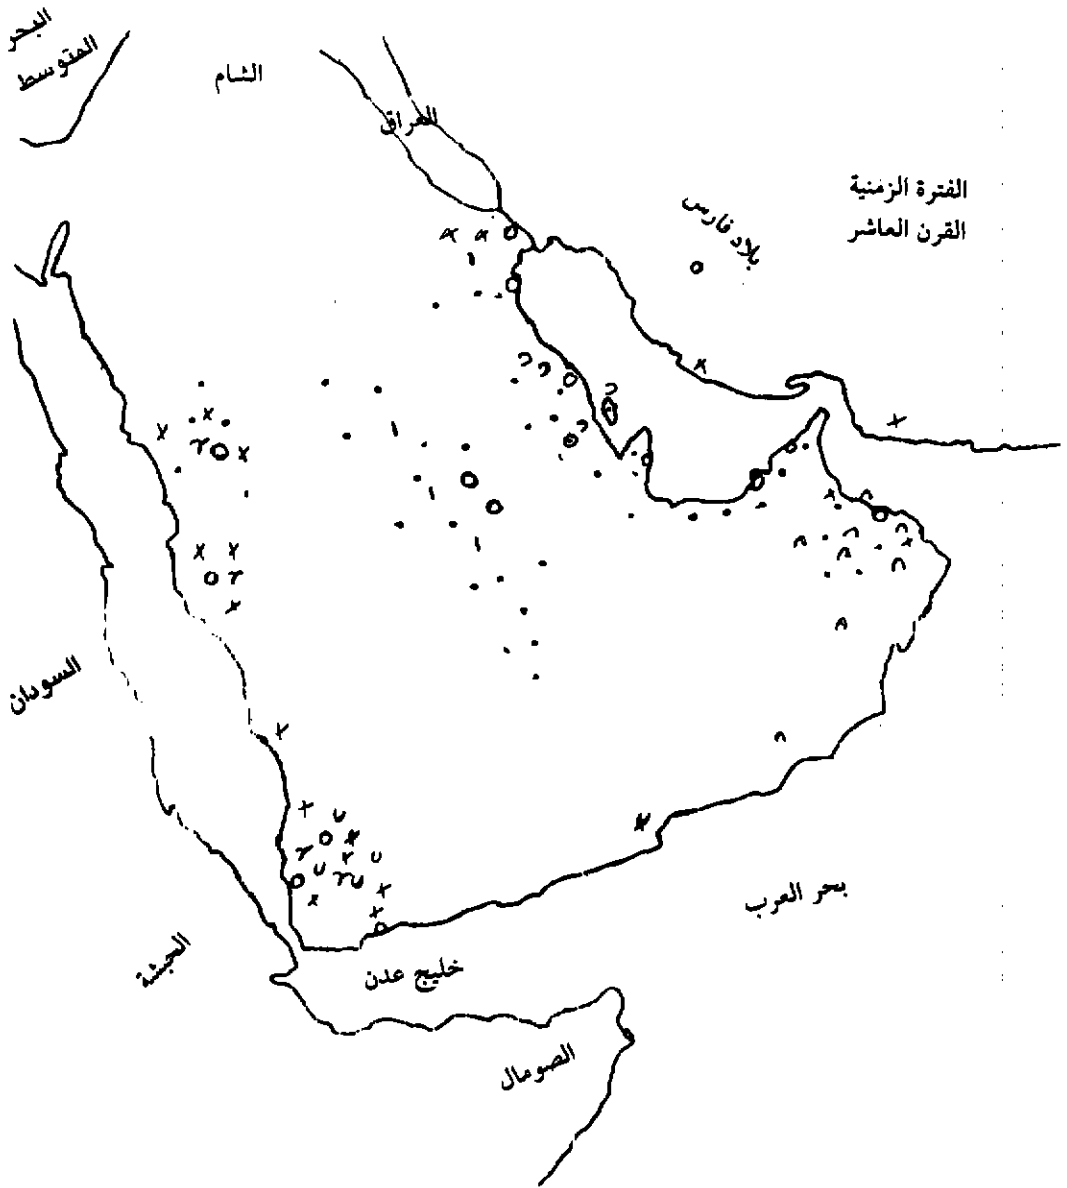 البحر
المتوسط
الشام
العراق
الفترة الزمنية
القرن العاشر
بلاد فارس
السودان
بحر العرب
الحبشة
خليج عدن
الصومال